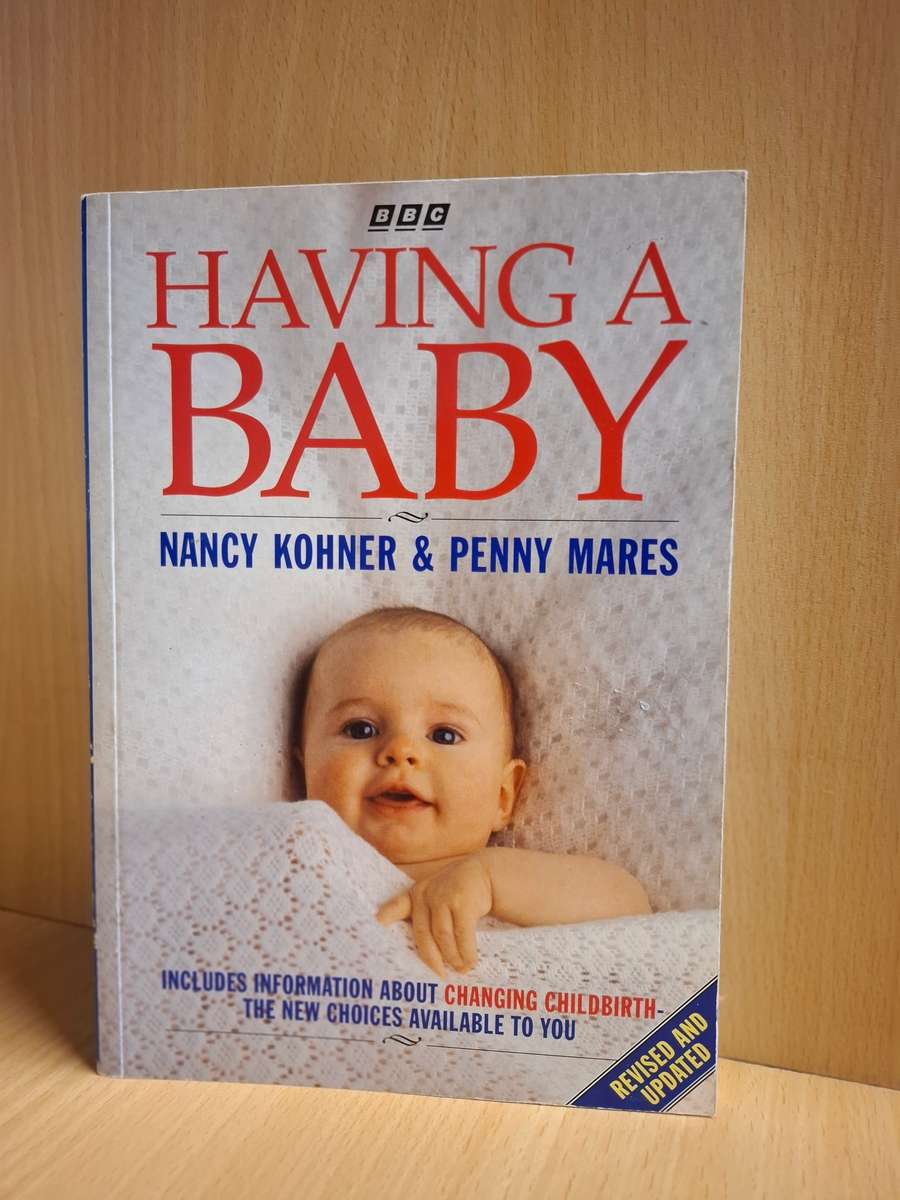 BBC
HAVING A
BABY
NANCY KOHNER & PENNY MARES
INCLUDES INFORMATION ABOUT CHANGING CHILDBIRTH-
THE NEW CHOICES AVAILABLE TO YOU
REVISED AND
UPDATED